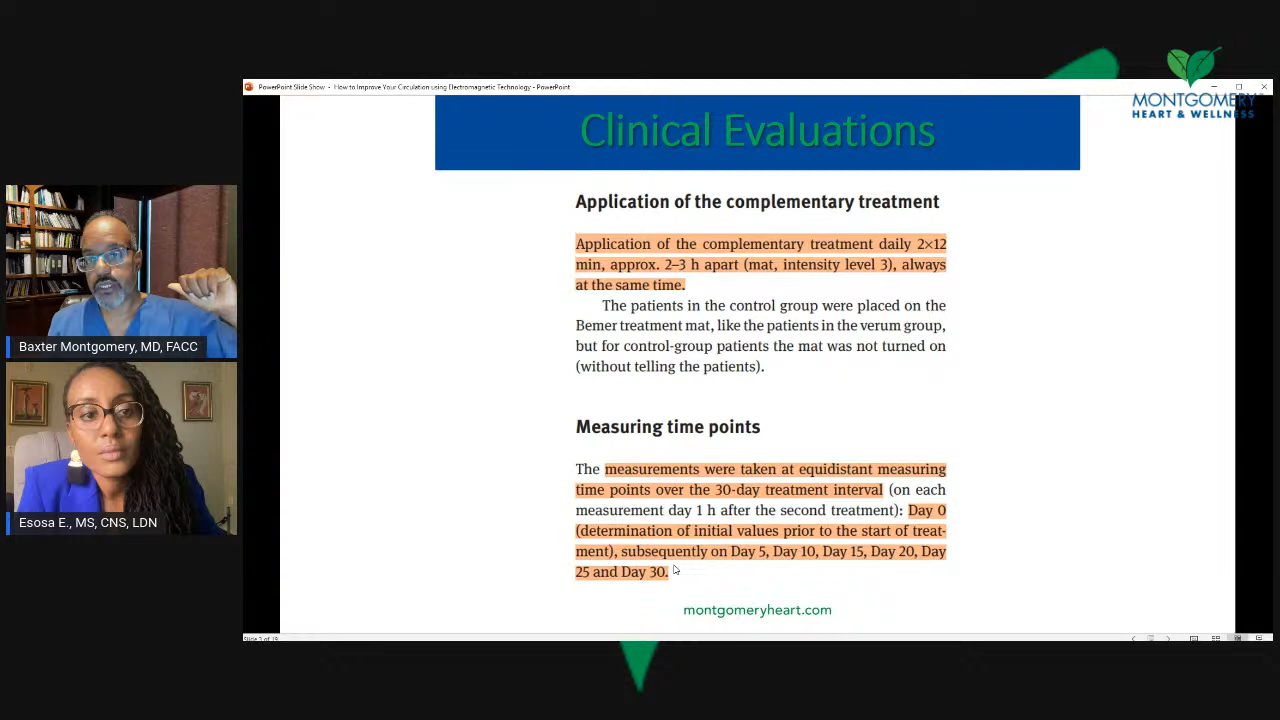 PowerPoint Slide Show - How to Improve Your Circulation using Electromagnetic Technology - PowerPoint
MONTGOMERY
HEART & WELLNESS
Clinical Evaluations
Application of the complementary treatment
Application of the complementary treatment daily 2×12
min, approx. 2–3 h apart (mat, intensity level 3), always
at the same time.
The patients in the control group were placed on the
Bemer treatment mat, like the patients in the verum group,
but for control-group patients the mat was not turned on
(without telling the patients).
Measuring time points
The measurements were taken at equidistant measuring
time points over the 30-day treatment interval (on each
measurement day 1 h after the second treatment): Day 0
(determination of initial values prior to the start of treat-
ment), subsequently on Day 5, Day 10, Day 15, Day 20, Day
25 and Day 30.
montgomeryheart.com
Baxter Montgomery, MD, FACC
Esosa E., MS, CNS, LDN